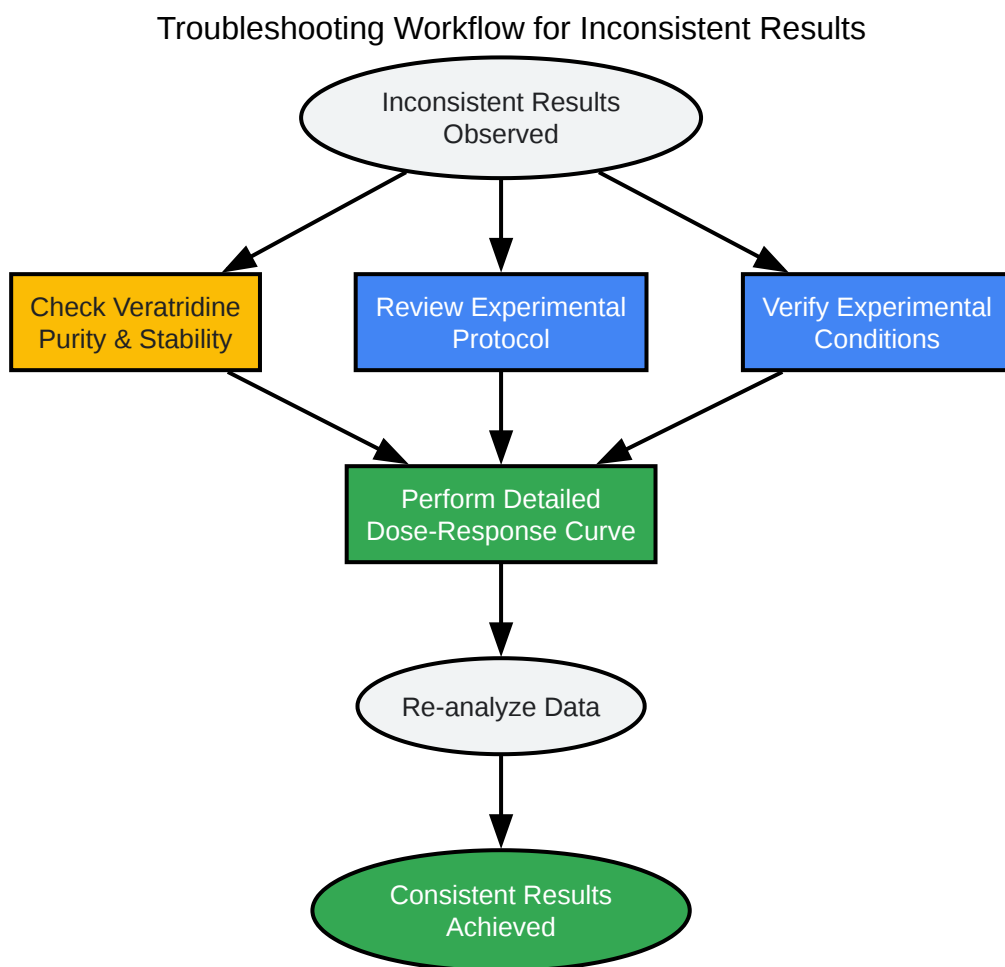 Troubleshooting Workflow for Inconsistent Results
Inconsistent Results
Observed
Check Veratridine
Purity & Stability
Review Experimental
Protocol
Verify Experimental
Conditions
Perform Detailed
Dose-Response Curve
Re-analyze Data
Consistent Results
Achieved